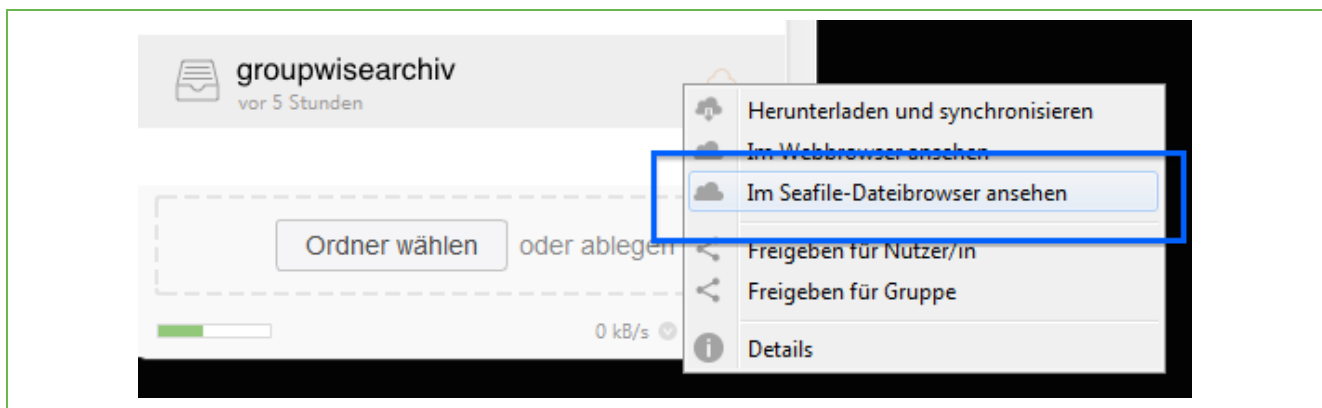 groupwisearchiv
vor 5 Stunden
Herunterladen und synchronisieren
Im Webbrowser ansehen
Im Seafile-Dateibrowser ansehen
Ordner wählen oder ablegen
Freigeben für Nutzer/in
Freigeben für Gruppe
0 kB/s
Details